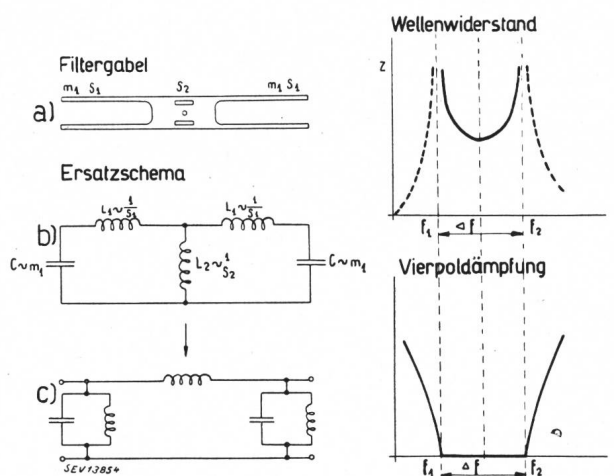 Filtergabel
m₁ S₁
S₂
m₁ S₁
a)
Ersatzschema
L₁~1/S₁
L₁~1/S₁
b)
C~m₁
L₂~1/S₂
C~m₁
c)
SEV13854
Wellenwiderstand
Z
f₁
Δf
f₂
Vierpoldämpfung
f₁
Δf
f₂